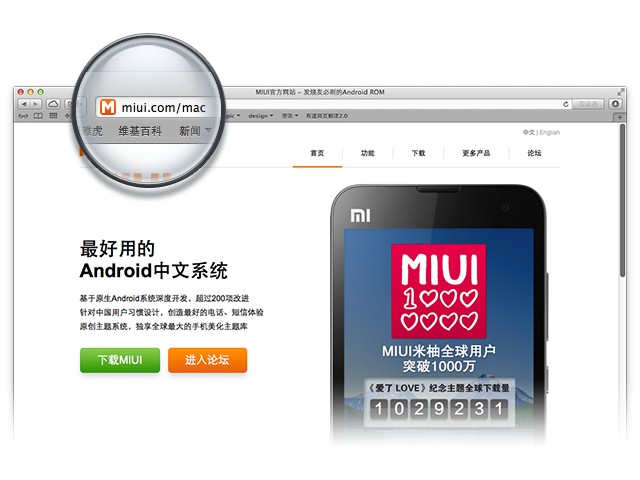 MIUI官方网站 - 发烧友必刷的Android ROM
miui.com/mac
维基百科 新闻
design 资讯 有道网页翻译2.0
中文 | English
首页 功能 下载 更多产品 论坛
最好用的
Android中文系统
基于原生Android系统深度开发，超过200项改进
针对中国用户习惯设计，创造最好的电话、短信体验
原创主题系统，独享全球最大的手机美化主题库
下载MIUI 进入论坛
mi
MIUI
1
MIUI米柚全球用户
突破1000万
《爱了 LOVE》纪念主题全球下载量
1029231